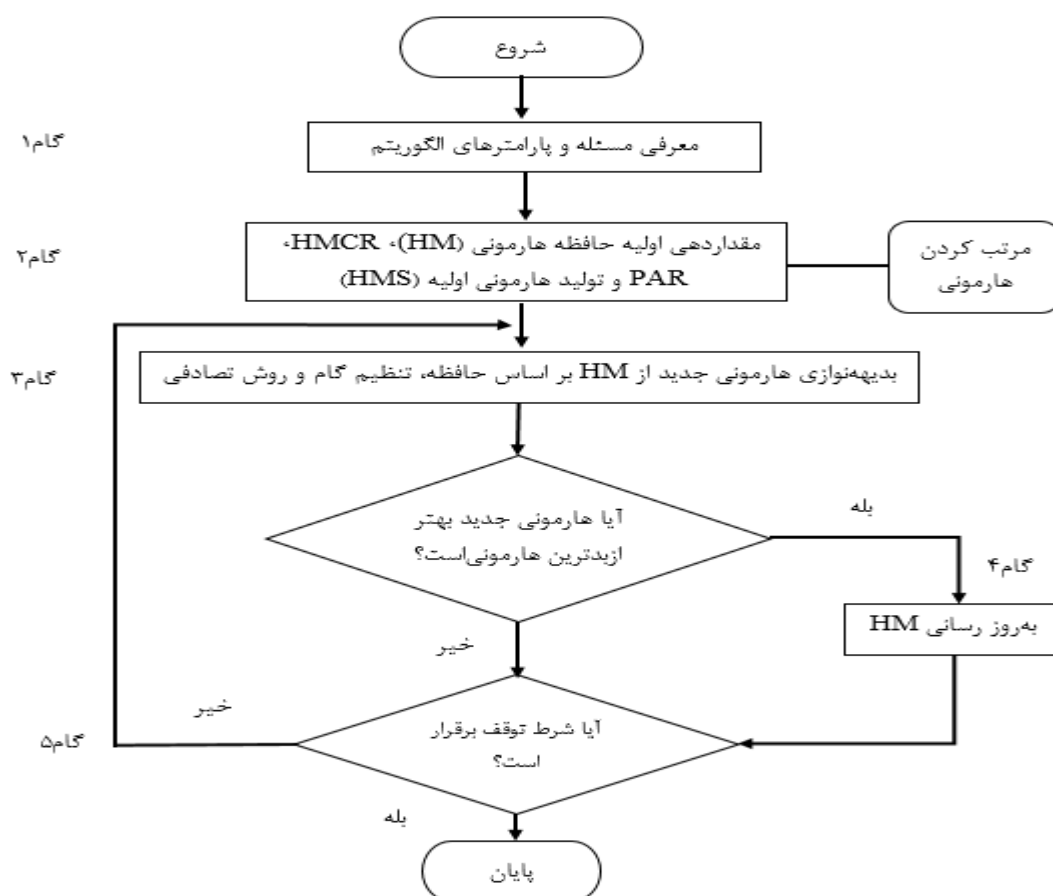 شروع
گام۱
معرفی مسئله و پارامترهای الگوریتم
گام۲
مقداردهی اولیه حافظه هارمونی (HM)، HMCR،
PAR و تولید هارمونی اولیه (HMS)
مرتب کردن
هارمونی
گام۳
بدیهه‌نوازی هارمونی جدید از HM بر اساس حافظه، تنظیم گام و روش تصادفی
آیا هارمونی جدید بهتر
ازبدترین هارمونی‌است؟
بله
گام۴
به‌روز رسانی HM
خیر
خیر
گام۵
آیا شرط توقف برقرار
است؟
بله
پایان